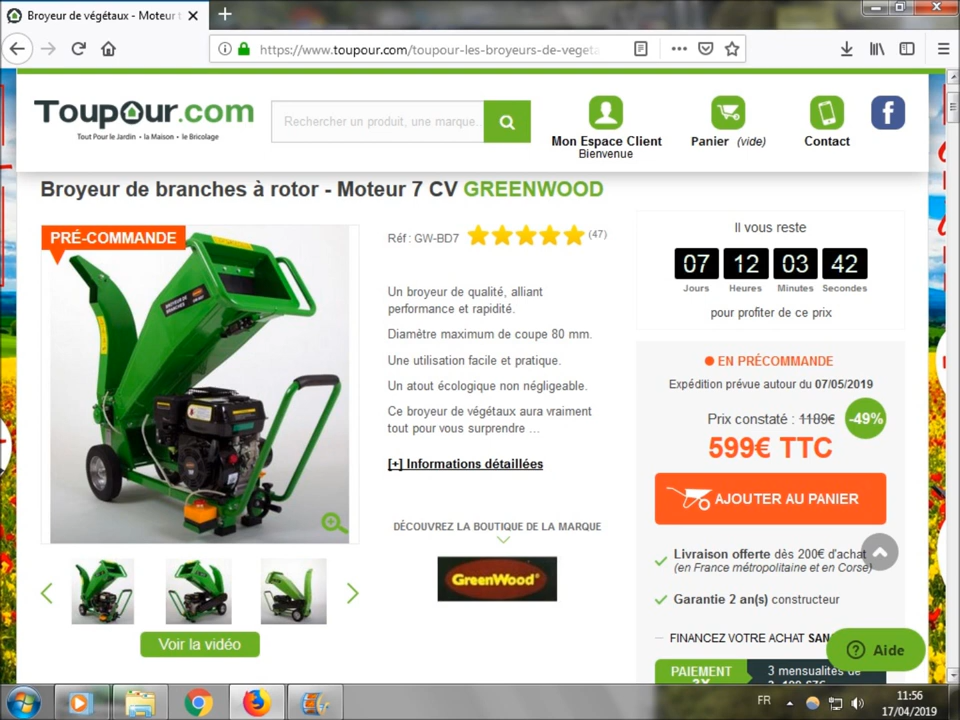 Broyeur de végétaux - Moteur t
https://www.toupour.com/toupour-les-broyeurs-de-vegeta
Toupour.com
Tout Pour le Jardin • la Maison • le Bricolage
Rechercher un produit, une marque...
Mon Espace Client
Bienvenue
Panier (vide)
Contact
Broyeur de branches à rotor - Moteur 7 CV GREENWOOD
PRÉ-COMMANDE
BROYEUR DE
BRANCHES
Réf : GW-BD7 (47)
Un broyeur de qualité, alliant
performance et rapidité.
Diamètre maximum de coupe 80 mm.
Une utilisation facile et pratique.
Un atout écologique non négligeable.
Ce broyeur de végétaux aura vraiment
tout pour vous surprendre ...
[+] Informations détaillées
DÉCOUVREZ LA BOUTIQUE DE LA MARQUE
GreenWood®
Voir la vidéo
Il vous reste
07 12 03 42
Jours Heures Minutes Secondes
pour profiter de ce prix
EN PRÉCOMMANDE
Expédition prévue autour du 07/05/2019
Prix constaté : 1189€ -49%
599€ TTC
AJOUTER AU PANIER
Livraison offerte dès 200€ d'achat
(en France métropolitaine et en Corse)
Garantie 2 an(s) constructeur
FINANCEZ VOTRE ACHAT SAN
Aide
PAIEMENT
3X
3 mensualités de
FR
11:56
17/04/2019